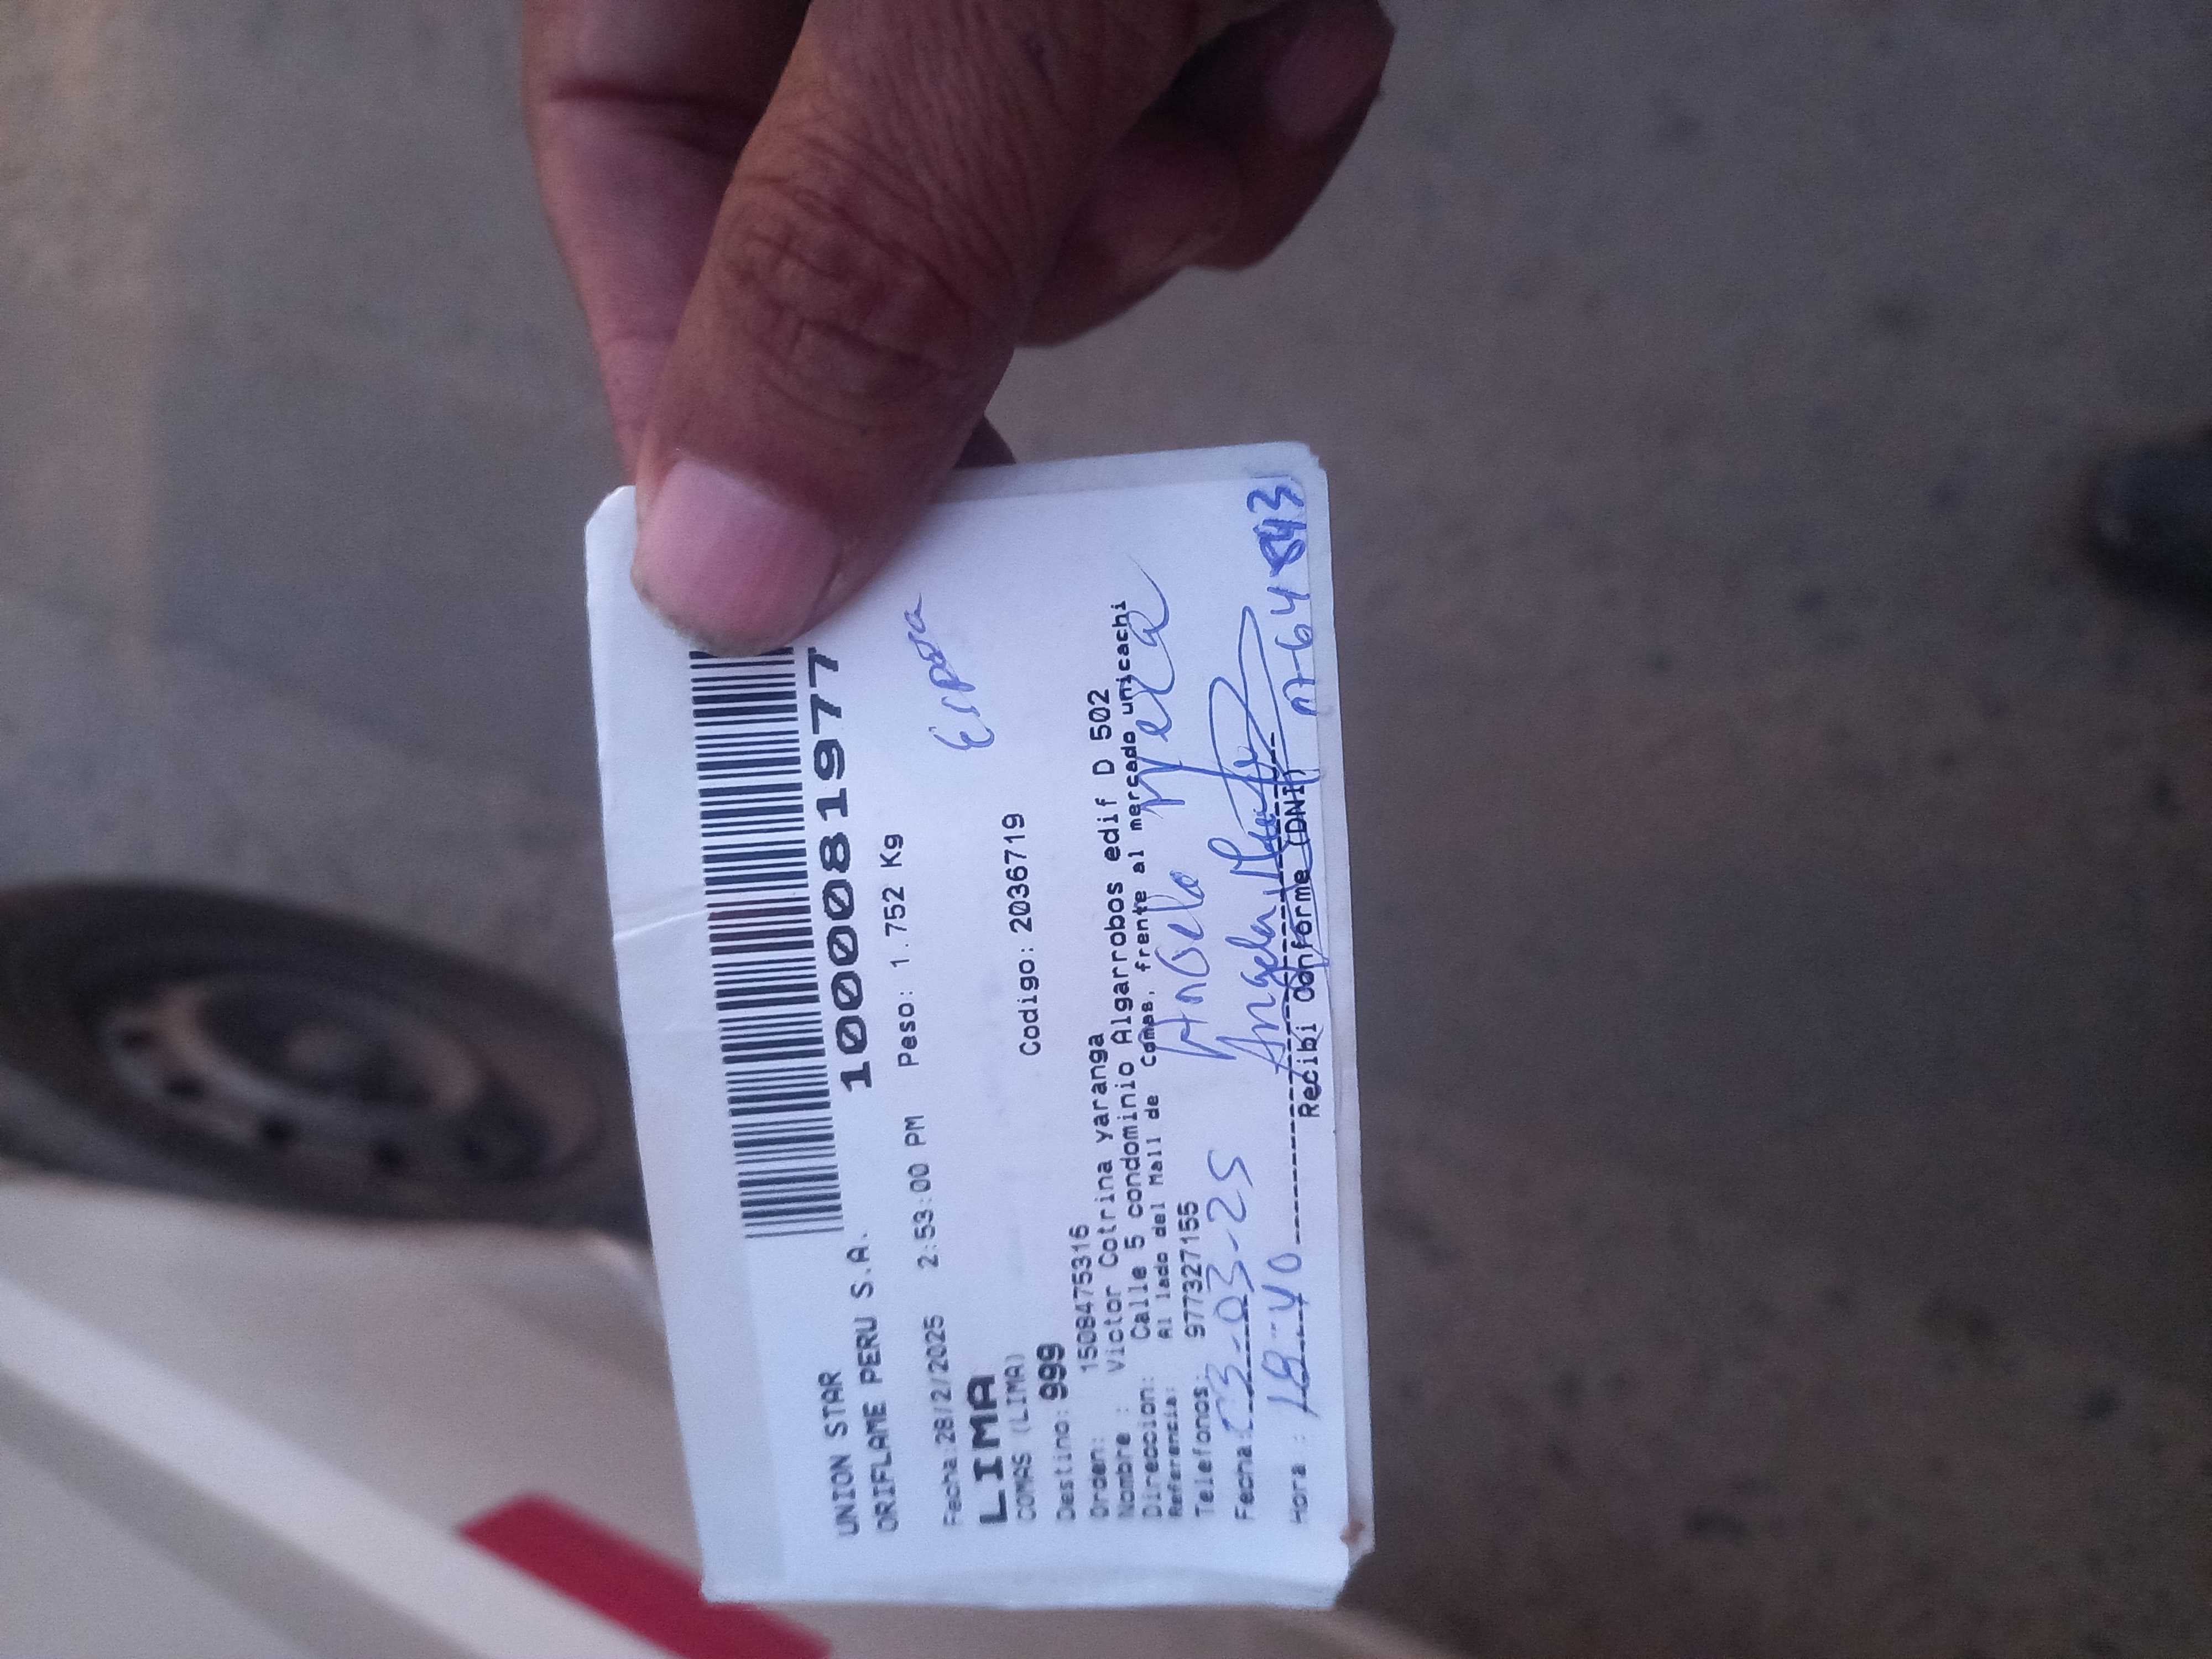 UNION STAR
ORIFLAME PERU S.A.
1000081977
Fecha:28/2/2025 2:53:00 PM Peso: 1.752 Kg
LIMA
COMAS (LIMA)
Esposa
Destino: 999 Codigo: 2036719
Orden: 1508475316
Nombre : Victor Cotrina yaranga
Direccion: Calle 5 condominio Algarrobos edif D 502
Referencia: Al lado del Mall de Comas, frente al mercado unicachi
Telefonos: 977327155
Angela Meza
Fecha: 03-03-25
Hora : 18-40
Recibi Conforme (DNI)